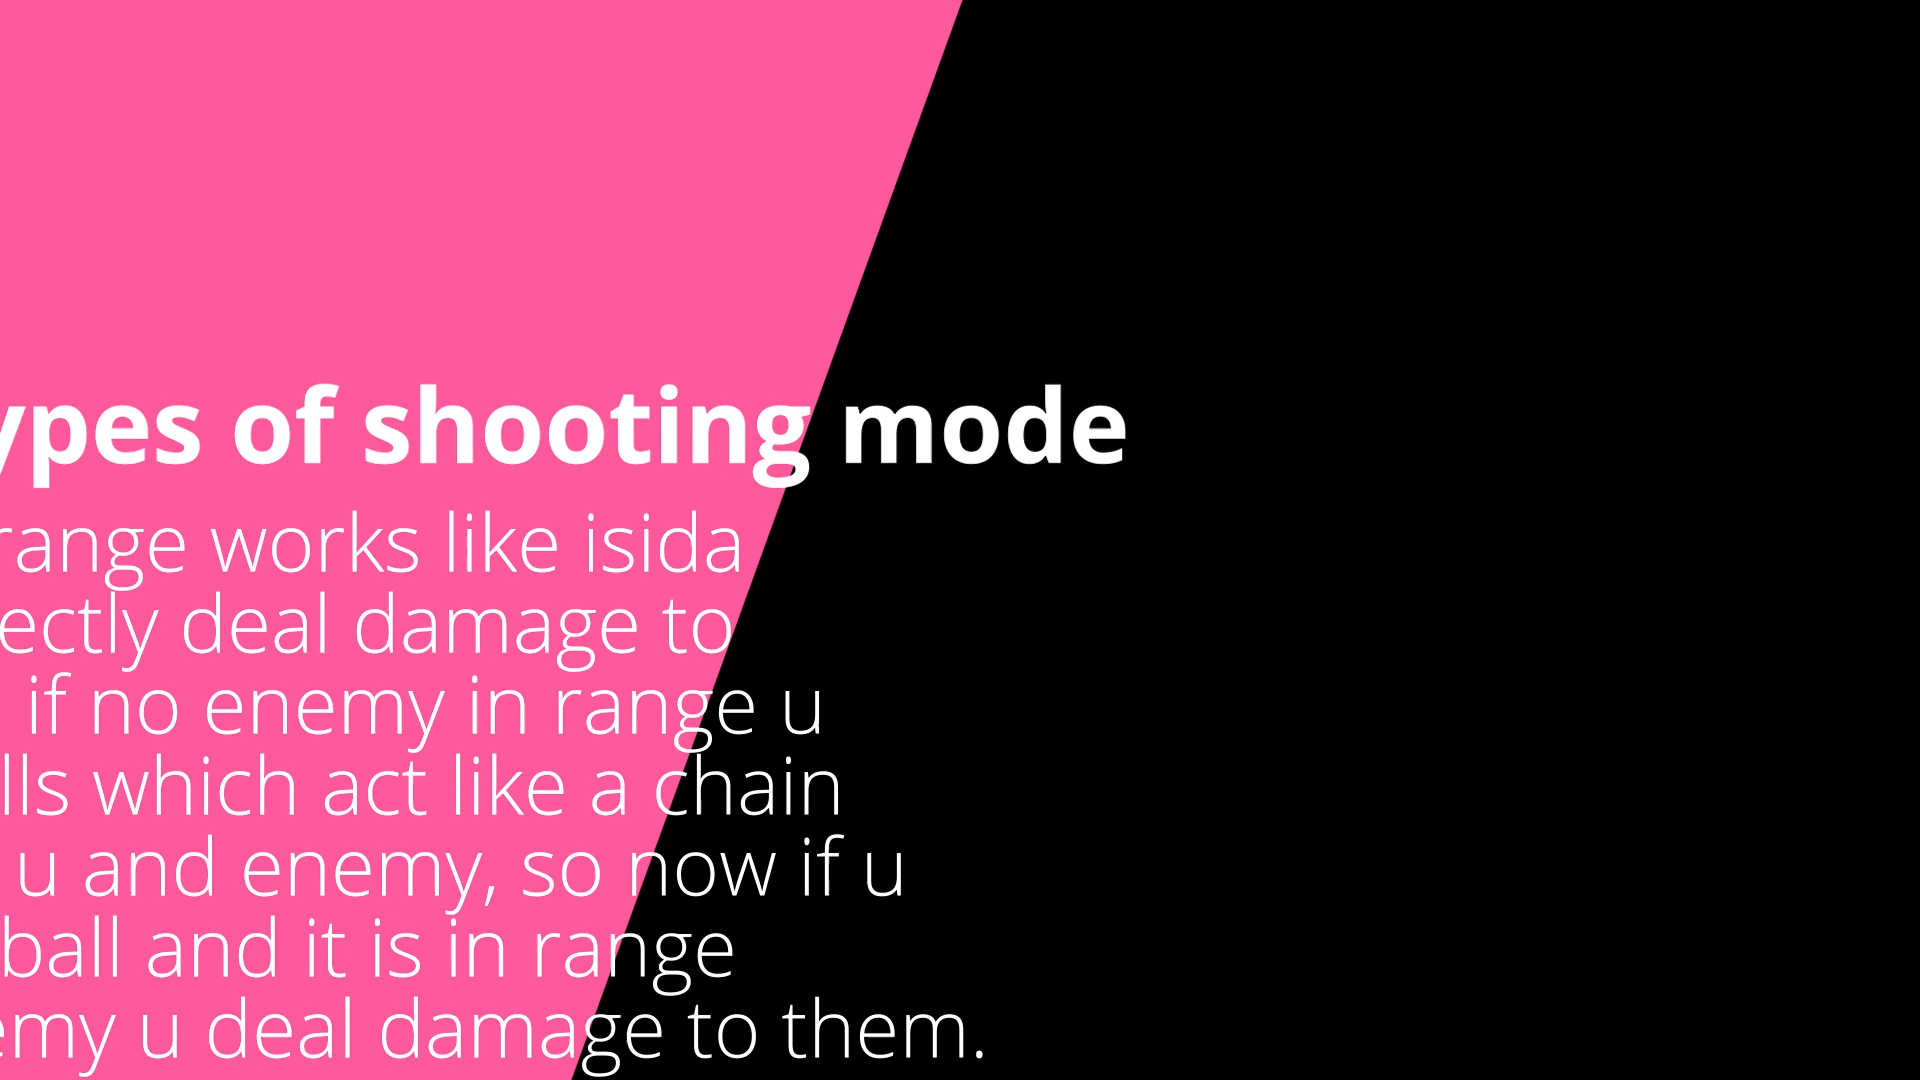 ypes of shooting mode
range works like isida
ectly deal damage to
if no enemy in range u
lls which act like a chain
u and enemy, so now if u
ball and it is in range
emy u deal damage to them.